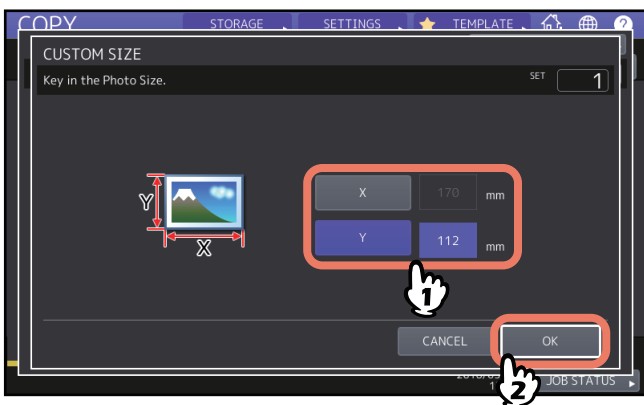 COPY STORAGE SETTINGS TEMPLATE ?
CUSTOM SIZE
Key in the Photo Size. SET 1
X 170 mm
Y
Y 112 mm
X
1
CANCEL OK
2
JOB STATUS